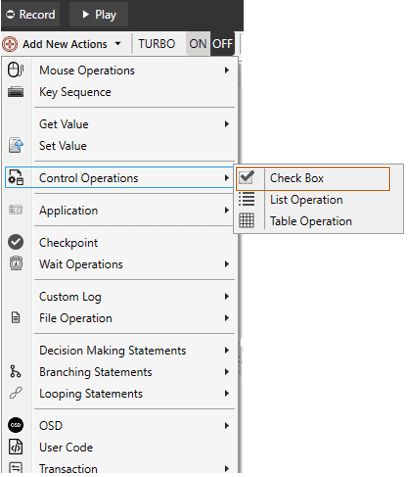 Record Play
Add New Actions TURBO ON OFF
Mouse Operations
Key Sequence
Get Value
Set Value
Control Operations
Check Box
List Operation
Table Operation
Application
Checkpoint
Wait Operations
Custom Log
File Operation
Decision Making Statements
Branching Statements
Looping Statements
OSD OSD
User Code
Transaction